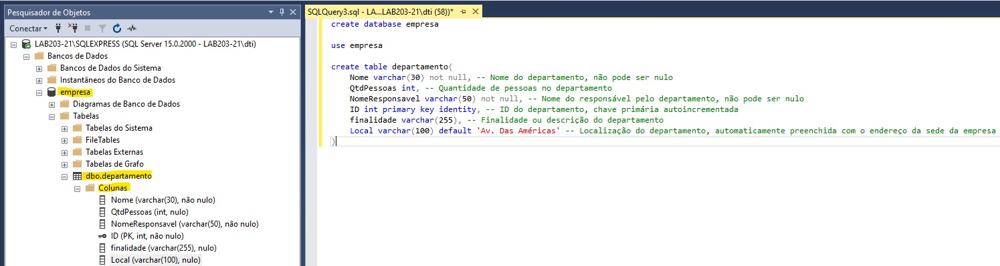 Pesquisador de Objetos
Conectar
LAB203-21\SQLEXPRESS (SQL Server 15.0.2000 - LAB203-21\dti)
Bancos de Dados
Bancos de Dados do Sistema
Instantâneos do Banco de Dados
empresa
Diagramas de Banco de Dados
Tabelas
Tabelas do Sistema
FileTables
Tabelas Externas
Tabelas de Grafo
dbo.departamento
Colunas
Nome (varchar(30), não nulo)
QtdPessoas (int, nulo)
NomeResponsavel (varchar(50), não nulo)
ID (PK, int, não nulo)
finalidade (varchar(255), nulo)
Local (varchar(100), nulo)
SQLQuery3.sql - LA...LAB203-21\dti (58))*
create database empresa
use empresa
create table departamento(
Nome varchar(30) not null, -- Nome do departamento, não pode ser nulo
QtdPessoas int, -- Quantidade de pessoas no departamento
NomeResponsavel varchar(50) not null, -- Nome do responsável pelo departamento, não pode ser nulo
ID int primary key identity, -- ID do departamento, chave primária autoincrementada
finalidade varchar(255), -- Finalidade ou descrição do departamento
Local varchar(100) default 'Av. Das Américas' -- Localização do departamento, automaticamente preenchida com o endereço da sede da empresa
)